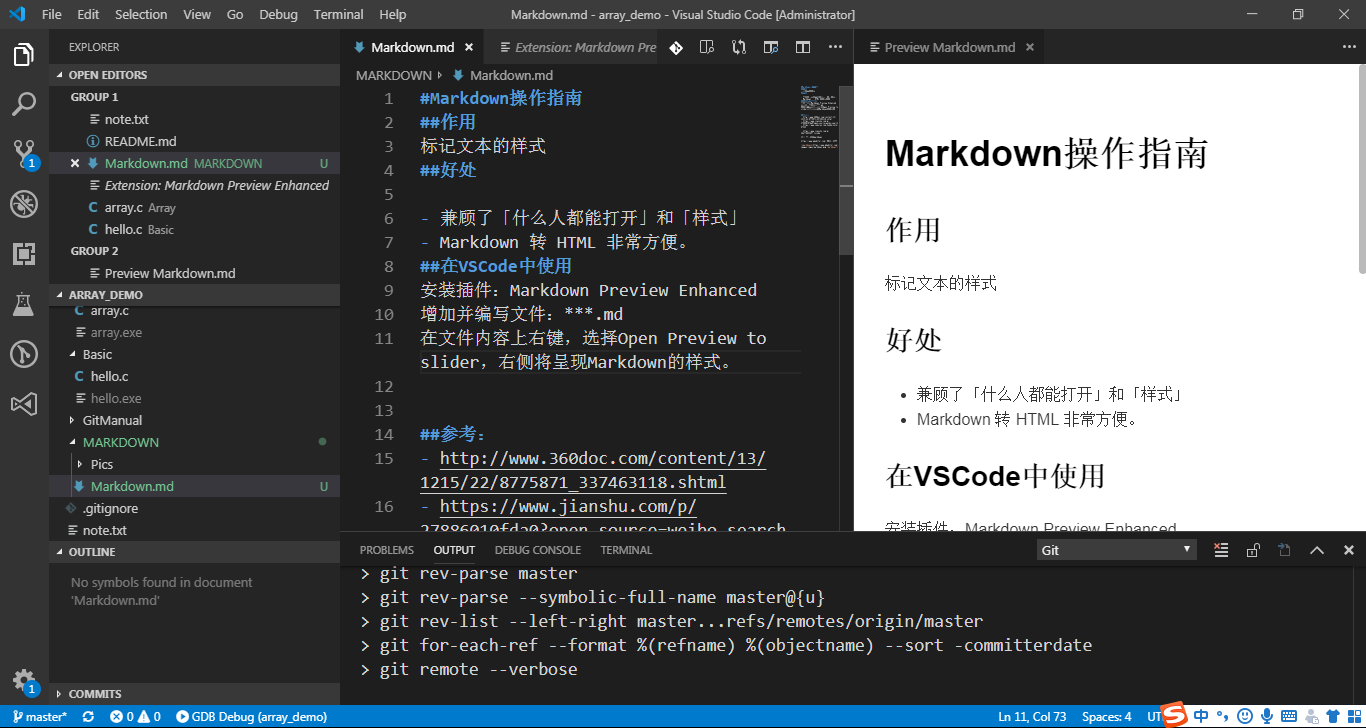 File Edit Selection View Go Debug Terminal Help Markdown.md - array_demo - Visual Studio Code [Administrator]
EXPLORER
OPEN EDITORS
GROUP 1
note.txt
README.md
Markdown.md MARKDOWN U
Extension: Markdown Preview Enhanced
array.c Array
hello.c Basic
GROUP 2
Preview Markdown.md
ARRAY_DEMO
array.c
array.exe
Basic
hello.c
hello.exe
GitManual
MARKDOWN
Pics
Markdown.md U
.gitignore
note.txt
OUTLINE
No symbols found in document
'Markdown.md'
COMMITS
1
1
Markdown.md Extension: Markdown Pre
MARKDOWN Markdown.md
1 #Markdown操作指南
2 ##作用
3 标记文本的样式
4 ##好处
5
6 - 兼顾了「什么人都能打开」和「样式」
7 - Markdown 转 HTML 非常方便。
8 ##在VSCode中使用
9 安装插件：Markdown Preview Enhanced
10 增加并编写文件：***.md
11 在文件内容上右键，选择Open Preview to
slider，右侧将呈现Markdown的样式。
12
13
14 ##参考：
15 - http://www.360doc.com/content/13/
1215/22/8775871_337463118.shtml
16 - https://www.jianshu.com/p/
27886010fda0?open_source=weibo_search
Preview Markdown.md
Markdown操作指南
作用
标记文本的样式
好处
• 兼顾了「什么人都能打开」和「样式」
• Markdown 转 HTML 非常方便。
在VSCode中使用
安装插件：Markdown Preview Enhanced
PROBLEMS OUTPUT DEBUG CONSOLE TERMINAL Git
> git rev-parse master
> git rev-parse --symbolic-full-name master@{u}
> git rev-list --left-right master...refs/remotes/origin/master
> git for-each-ref --format %(refname) %(objectname) --sort -committerdate
> git remote --verbose
master* 0 0 GDB Debug (array_demo) Ln 11, Col 73 Spaces: 4 UT 中